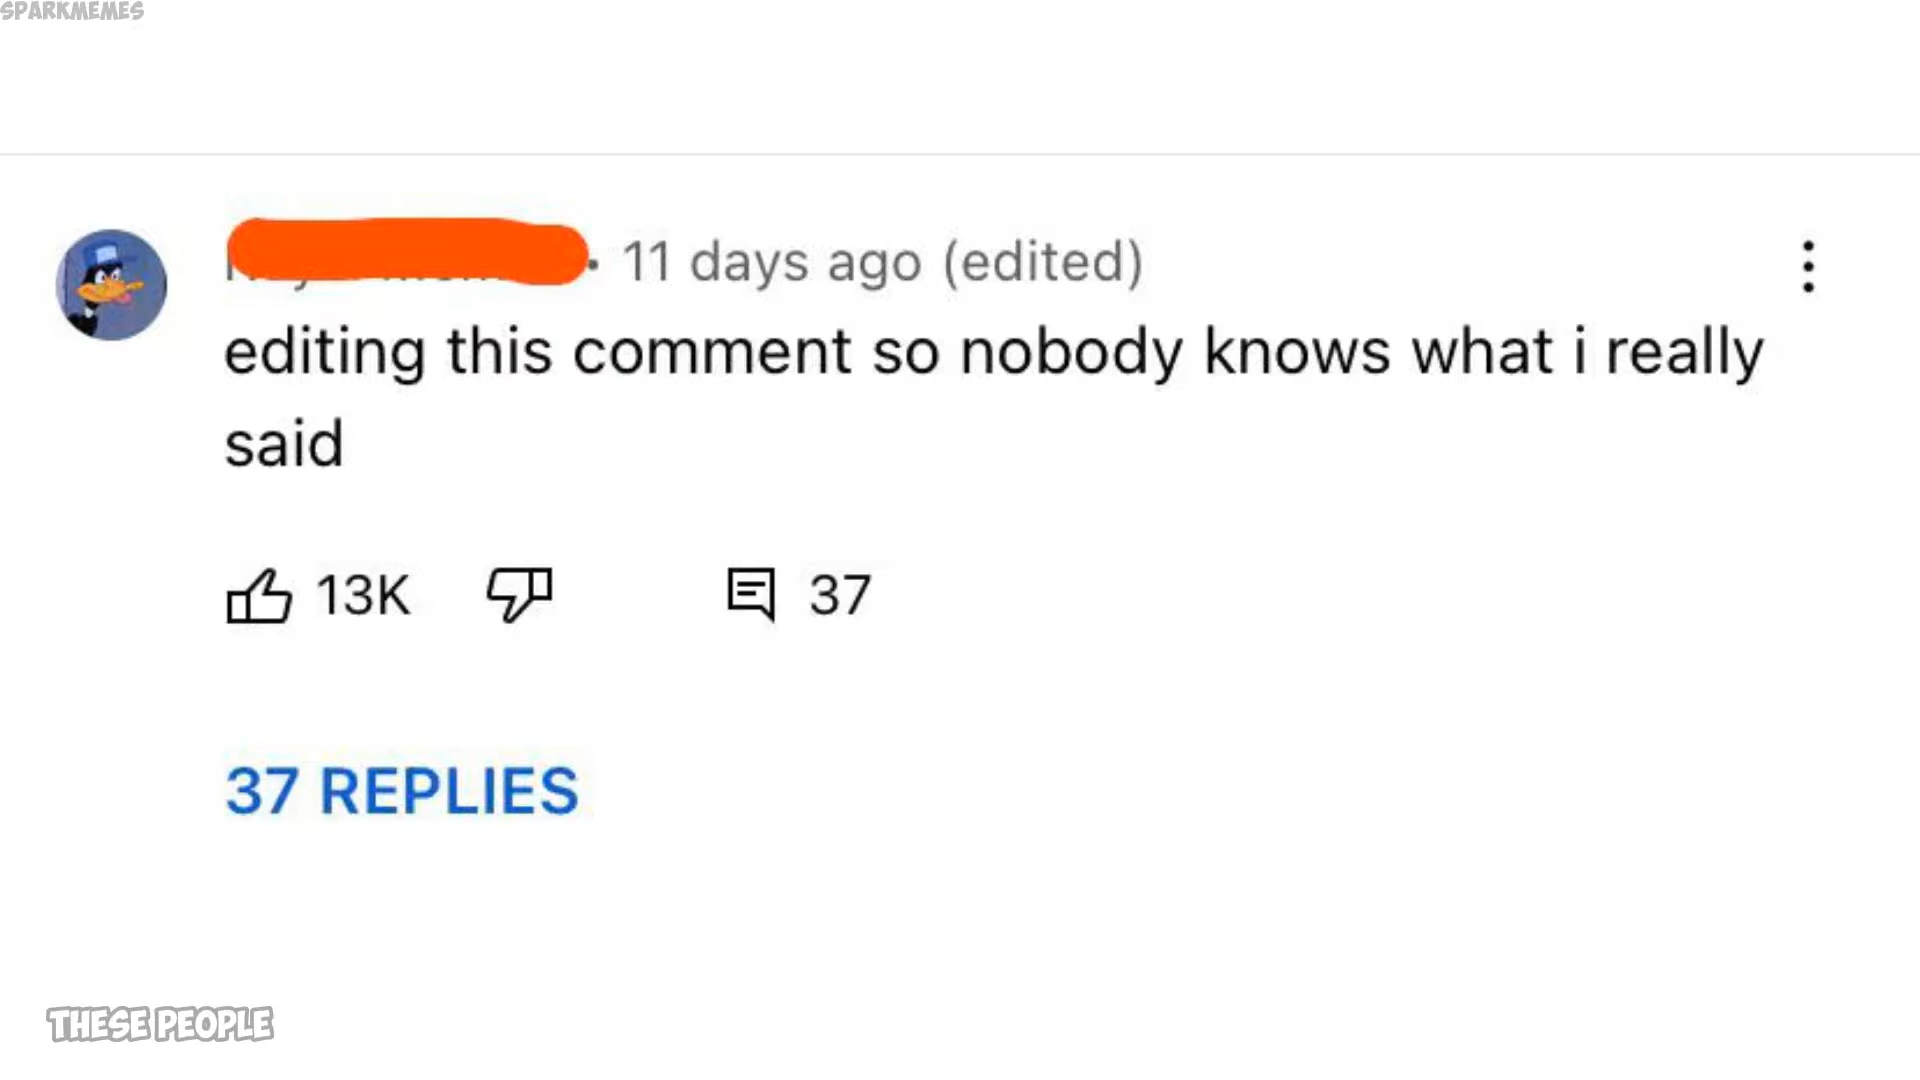 SPARKMEMES
· 11 days ago (edited)
editing this comment so nobody knows what i really
said
13K 37
37 REPLIES
THESE PEOPLE